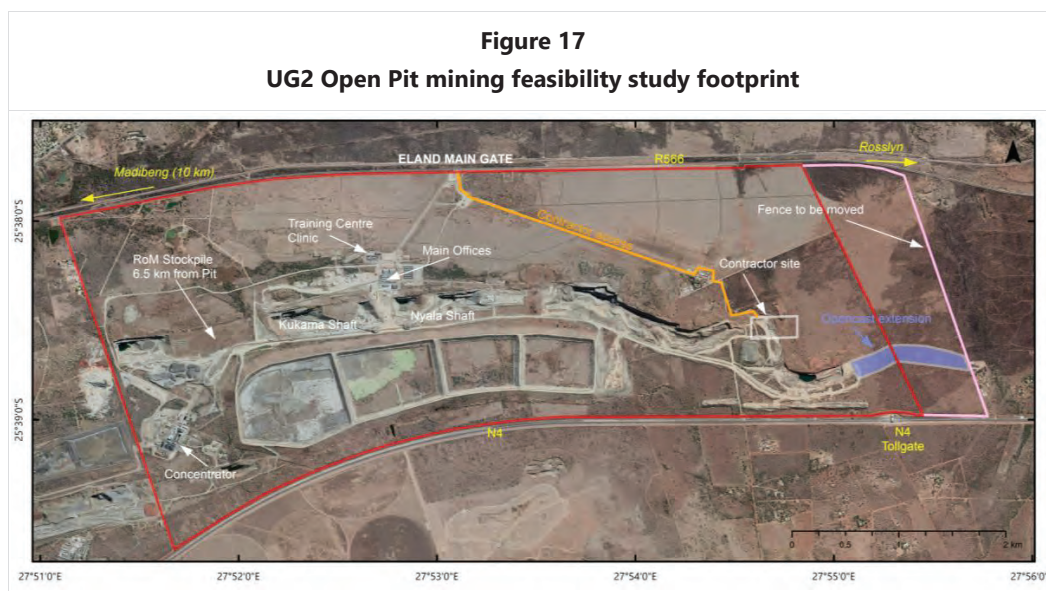 Figure 17
UG2 Open Pit mining feasibility study footprint
ELAND MAIN GATE
R566
Rosslyn
Madibeng (10 km)
Fence to be moved
Training Centre
Clinic
Main Offices
Contractor access
RoM Stockpile
6.5 km from Pit
Contractor site
Kukama Shaft
Nyala Shaft
Opencast extension
N4
N4
Tollgate
Concentrator
0
0.5
1
2 km
25°38'0"S
25°39'0"S
27°51'0"E
27°52'0"E
27°53'0"E
27°54'0"E
27°55'0"E
27°56'0